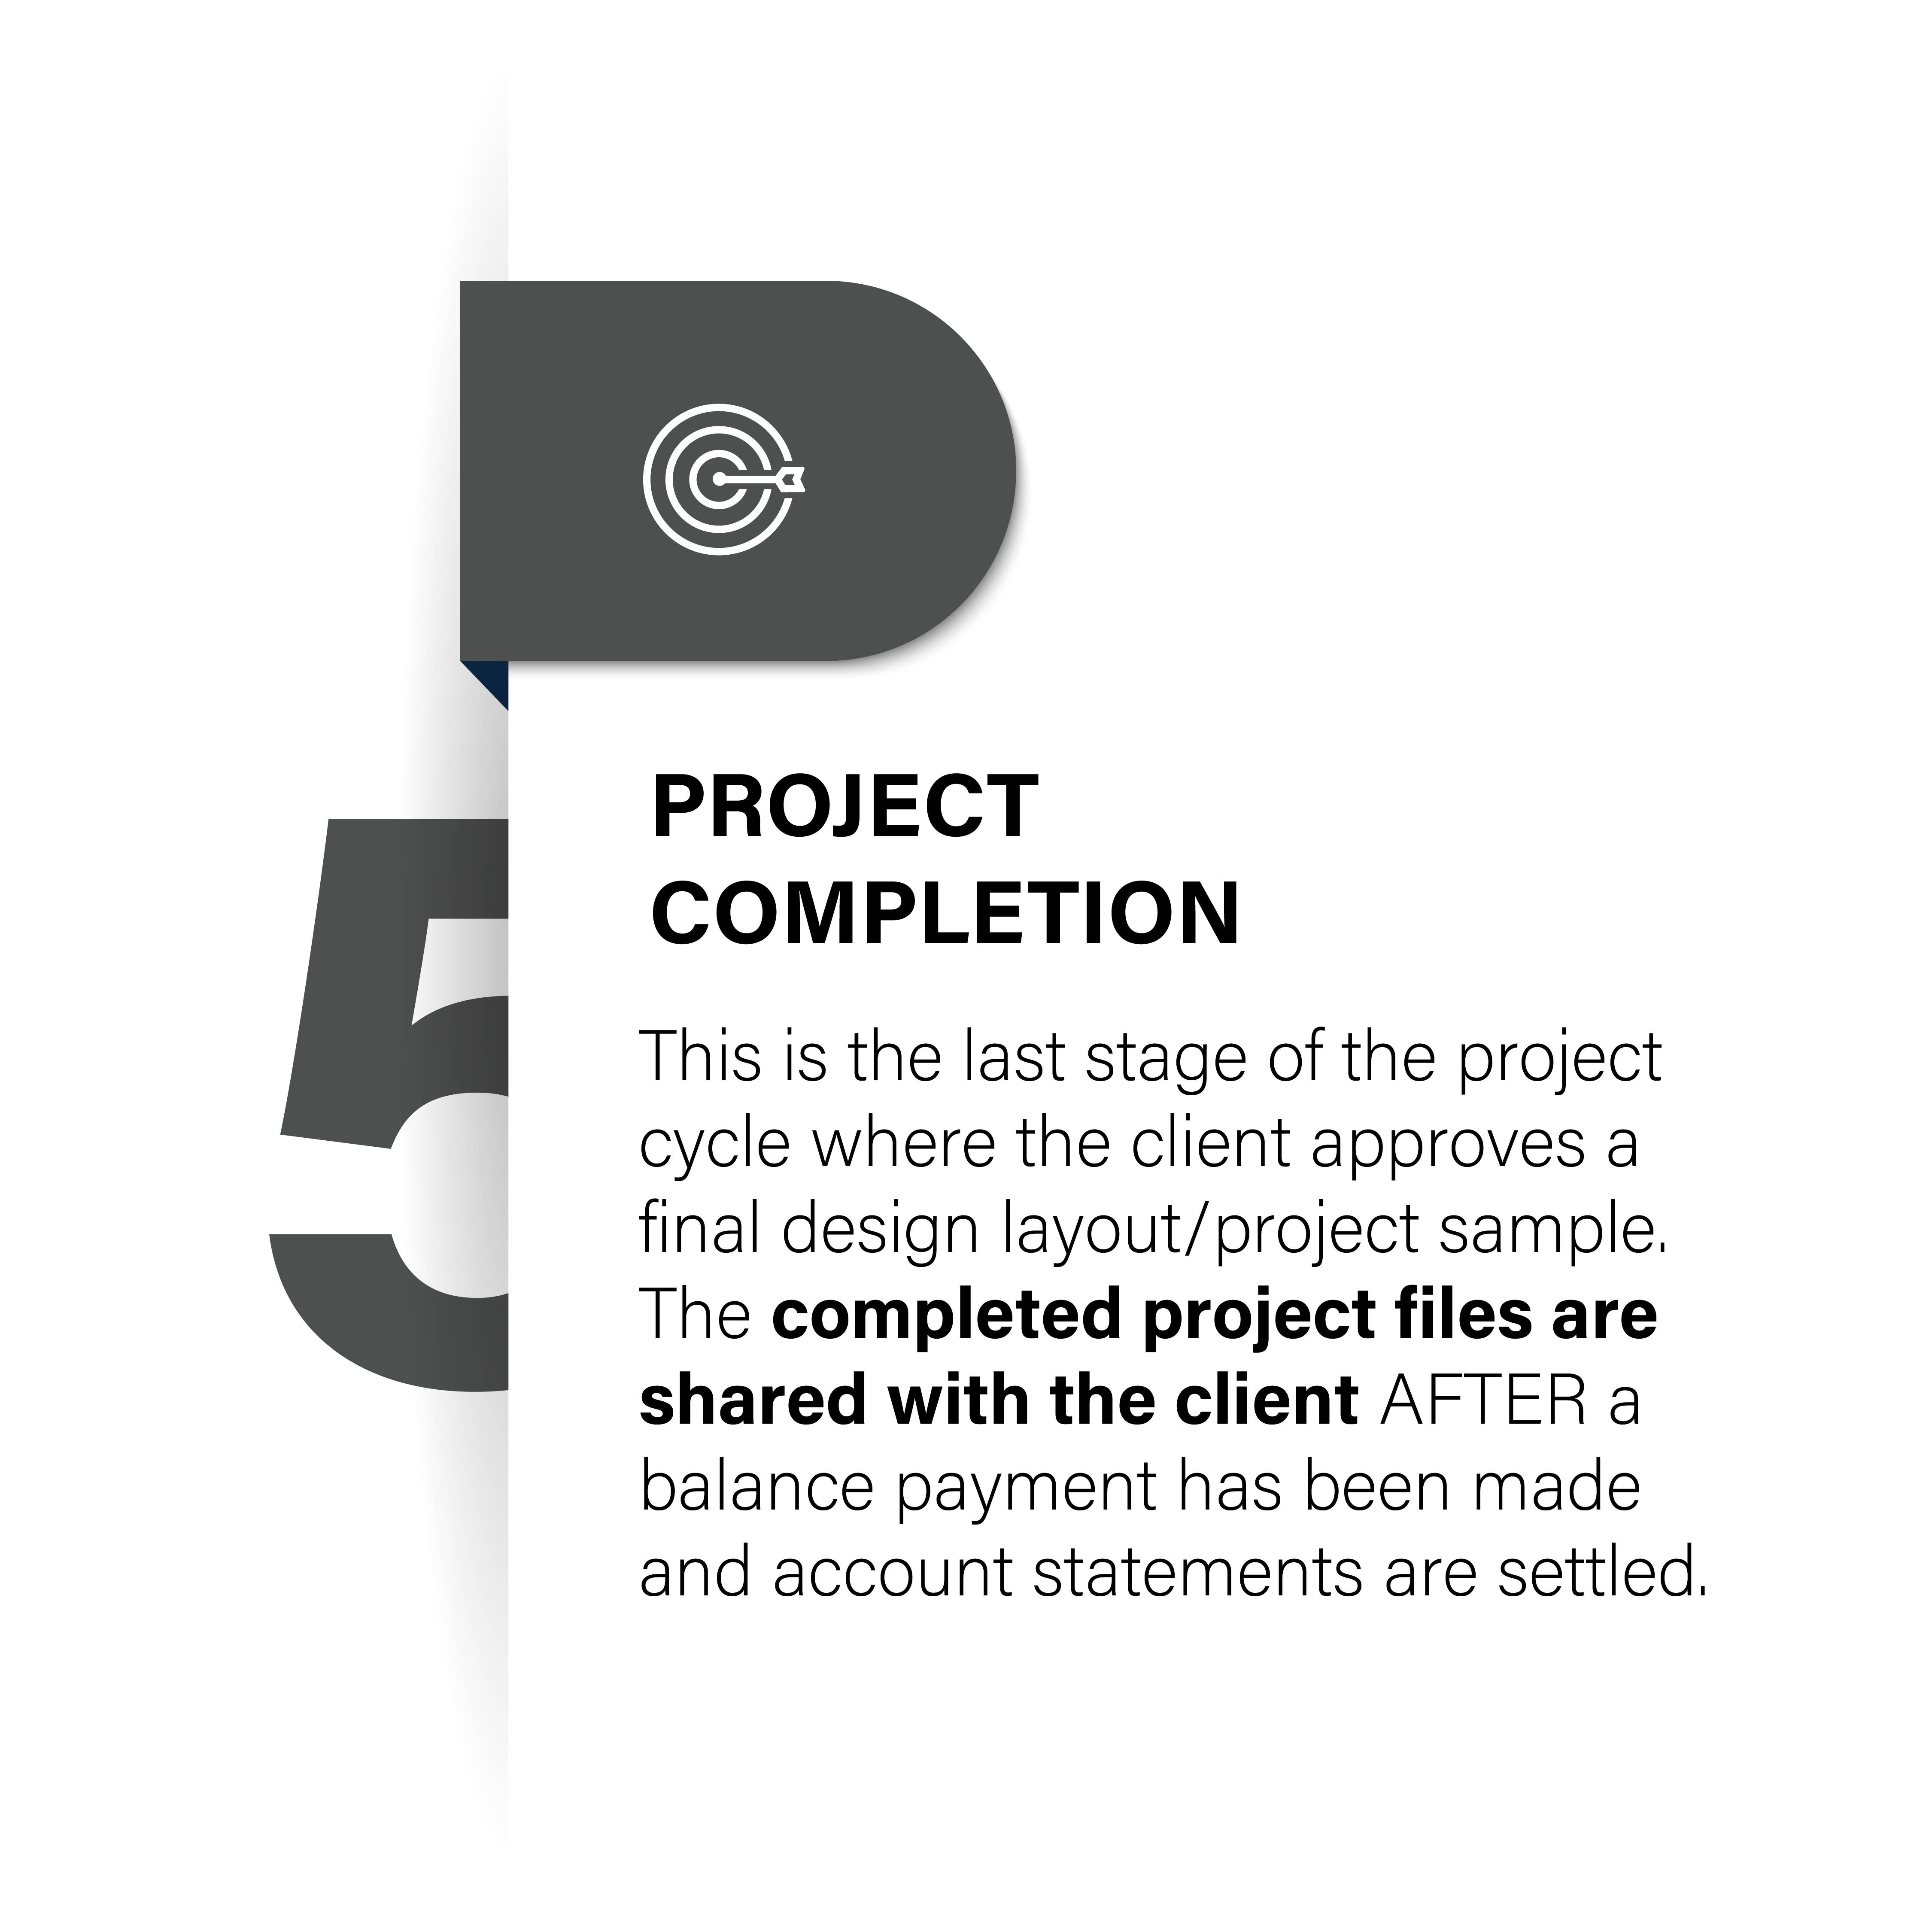 5
PROJECT
COMPLETION
This is the last stage of the project
cycle where the client approves a
final design layout/project sample.
The completed project files are
shared with the client AFTER a
balance payment has been made
and account statements are settled.